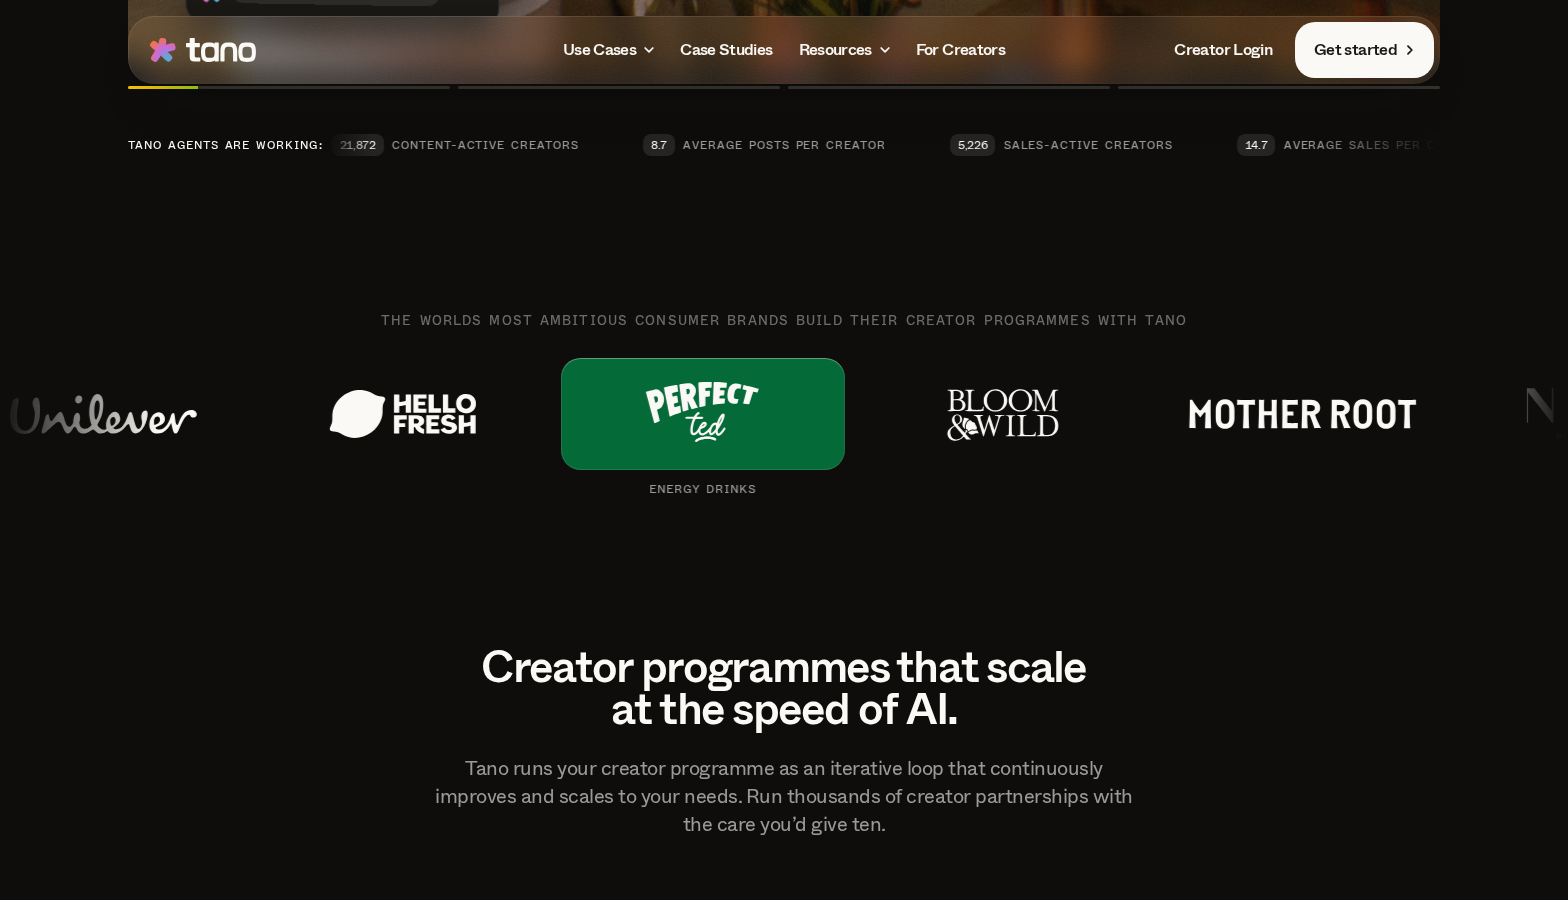 tano
Use Cases
Case Studies
Resources
For Creators
Creator Login
Get started
TANO AGENTS ARE WORKING:
21,872 CONTENT-ACTIVE CREATORS
8.7 AVERAGE POSTS PER CREATOR
5,226 SALES-ACTIVE CREATORS
14.7 AVERAGE SALES PER
THE WORLDS MOST AMBITIOUS CONSUMER BRANDS BUILD THEIR CREATOR PROGRAMMES WITH TANO
Unilever
HELLO
FRESH
PERFECT
ted
BLOOM
&WILD
MOTHER ROOT
ENERGY DRINKS
Creator programmes that scale
at the speed of AI.
Tano runs your creator programme as an iterative loop that continuously
improves and scales to your needs. Run thousands of creator partnerships with
the care you’d give ten.